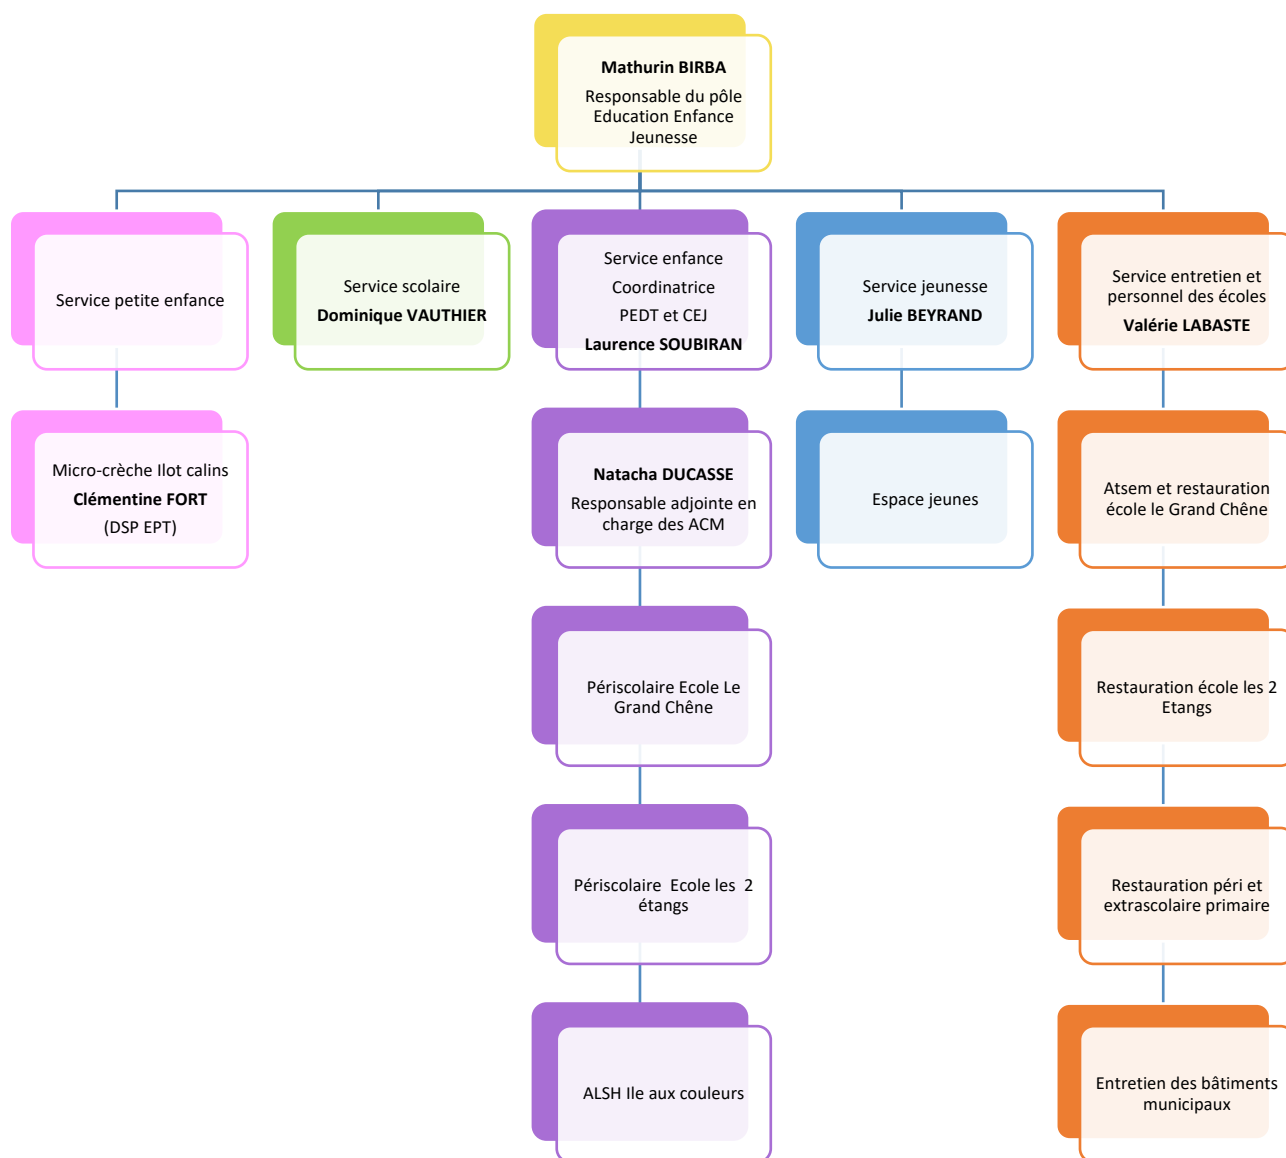 Mathurin BIRBA
Responsable du pôle
Education Enfance
Jeunesse
Service petite enfance
Service scolaire
Dominique VAUTHIER
Service enfance
Coordinatrice
PEDT et CEJ
Laurence SOUBIRAN
Service jeunesse
Julie BEYRAND
Service entretien et
personnel des écoles
Valérie LABASTE
Micro-crèche Ilot calins
Clémentine FORT
(DSP EPT)
Natacha DUCASSE
Responsable adjointe en
charge des ACM
Espace jeunes
Atsem et restauration
école le Grand Chêne
Périscolaire Ecole Le
Grand Chêne
Restauration école les 2
Etangs
Périscolaire  Ecole les  2
étangs
Restauration péri et
extrascolaire primaire
ALSH Ile aux couleurs
Entretien des bâtiments
municipaux